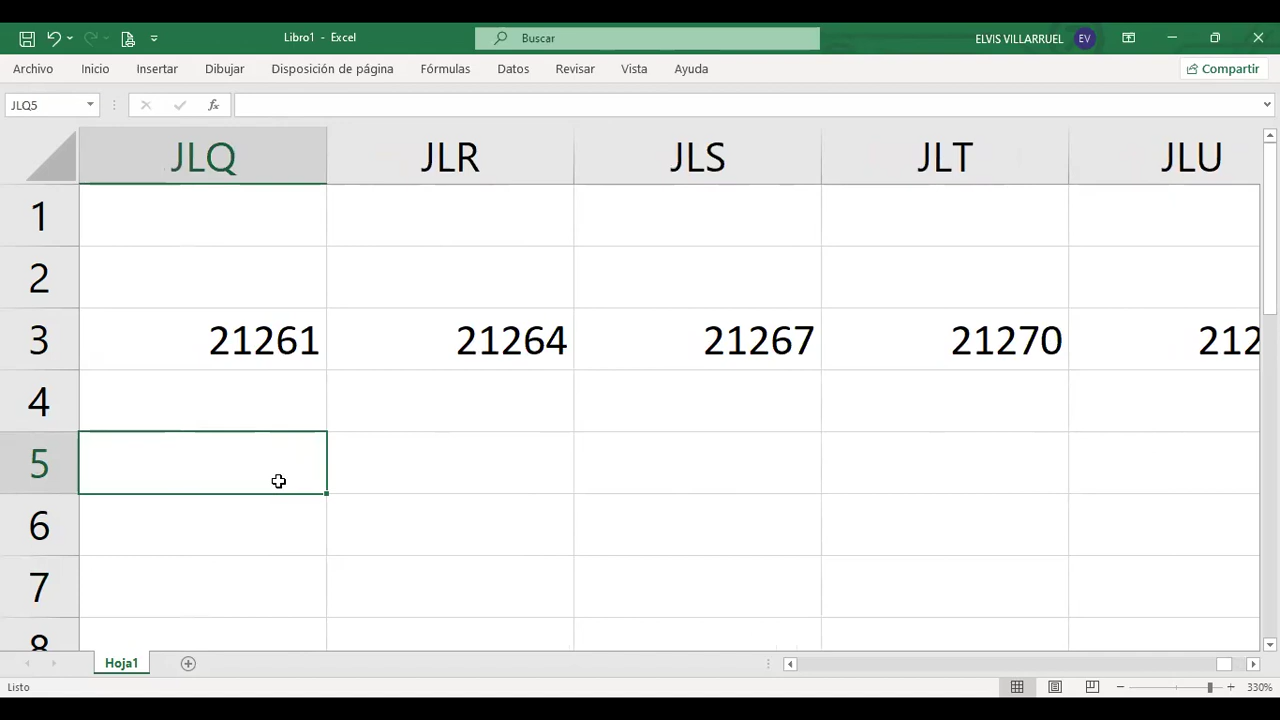 Libro1 - Excel
Buscar
ELVIS VILLARRUEL EV
Archivo Inicio Insertar Dibujar Disposición de página Fórmulas Datos Revisar Vista Ayuda Compartir
JLQ5 fx
JLQ JLR JLS JLT JLU
1
2
3 21261 21264 21267 21270 212
4
5
6
7
8
Hoja1
Listo 330%